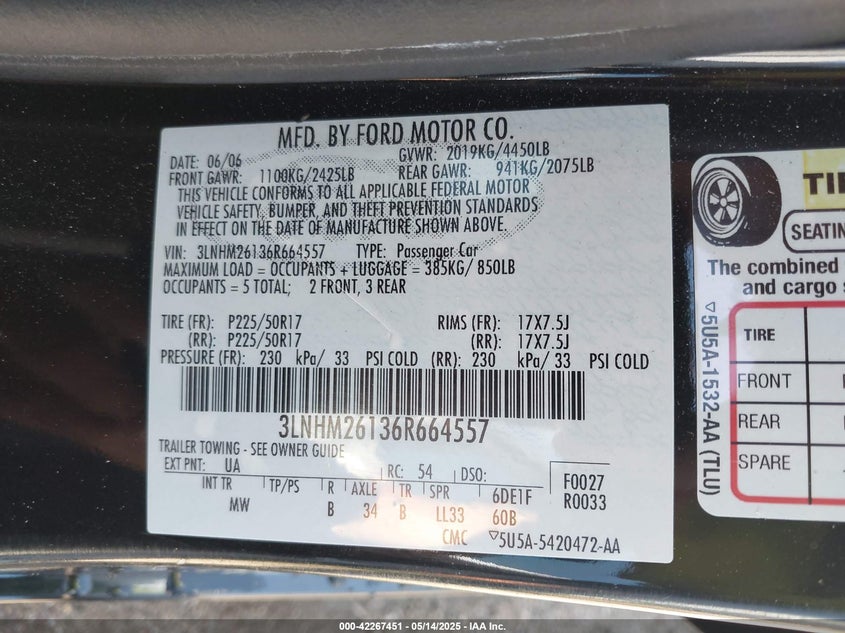 MFD. BY FORD MOTOR CO.
DATE: 06/06 GVWR: 2019KG/4450LB
FRONT GAWR: 1100KG/2425LB REAR GAWR: 941KG/2075LB
THIS VEHICLE CONFORMS TO ALL APPLICABLE FEDERAL MOTOR
VEHICLE SAFETY, BUMPER, AND THEFT PREVENTION STANDARDS
IN EFFECT ON THE DATE OF MANUFACTURE SHOWN ABOVE.
VIN: 3LNHM26136R664557 TYPE: Passenger Car
MAXIMUM LOAD = OCCUPANTS + LUGGAGE = 385KG/ 850LB
OCCUPANTS = 5 TOTAL; 2 FRONT, 3 REAR
TIRE (FR): P225/50R17 RIMS (FR): 17X7.5J
(RR): P225/50R17 (RR): 17X7.5J
PRESSURE (FR): 230 kPa/ 33 PSI COLD (RR): 230 kPa/ 33 PSI COLD
3LNHM26136R664557
TRAILER TOWING - SEE OWNER GUIDE
EXT PNT: UA RC: 54 DSO: F0027
INT TR TP/PS R AXLE TR SPR 6DE1F R0033
MW B 34 B LL33 60B
CMC ▽5U5A-5420472-AA
SEATIN
The combined
and cargo s
TIRE
FRONT
REAR
SPARE
▽5U5A-1532-AA (TLU)
000-42267451 05/14/2025 IAA Inc.